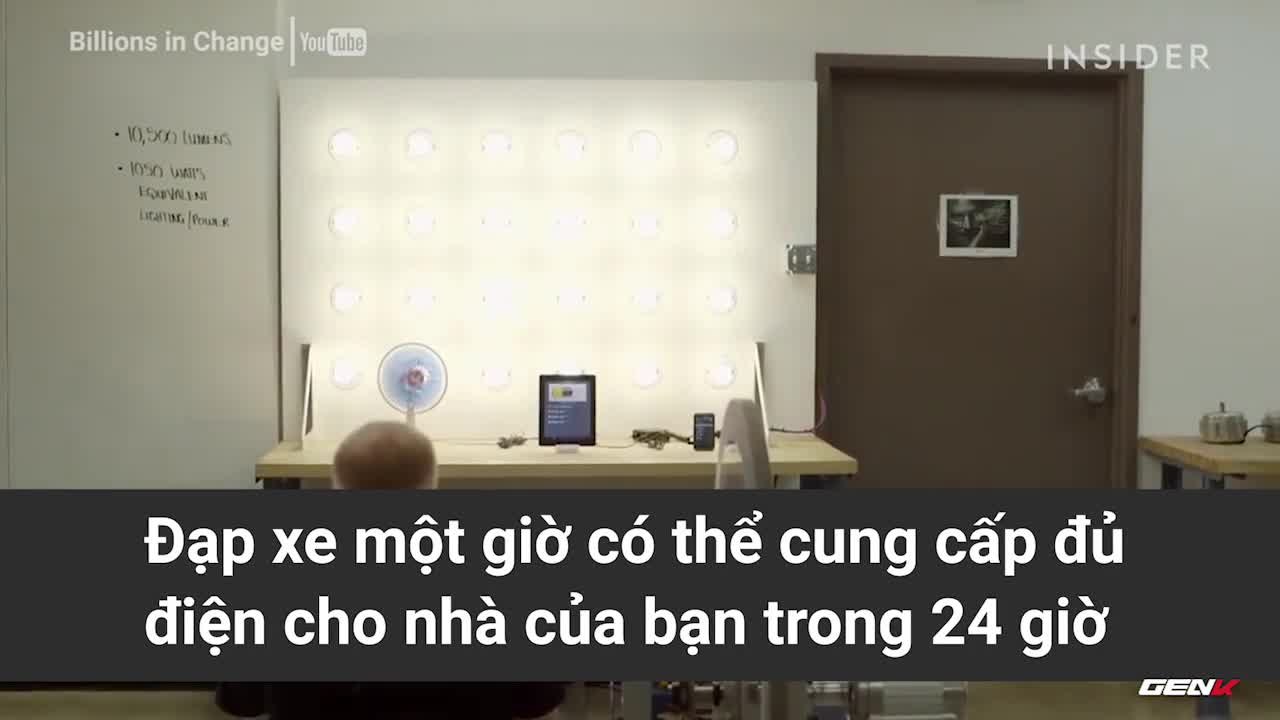 Billions in Change | YouTube
INSIDER
• 10,500 LUMENS
• 1050 WATTS
EQUIVALENT
LIGHTING/POWER
Đạp xe một giờ có thể cung cấp đủ
điện cho nhà của bạn trong 24 giờ
GENK